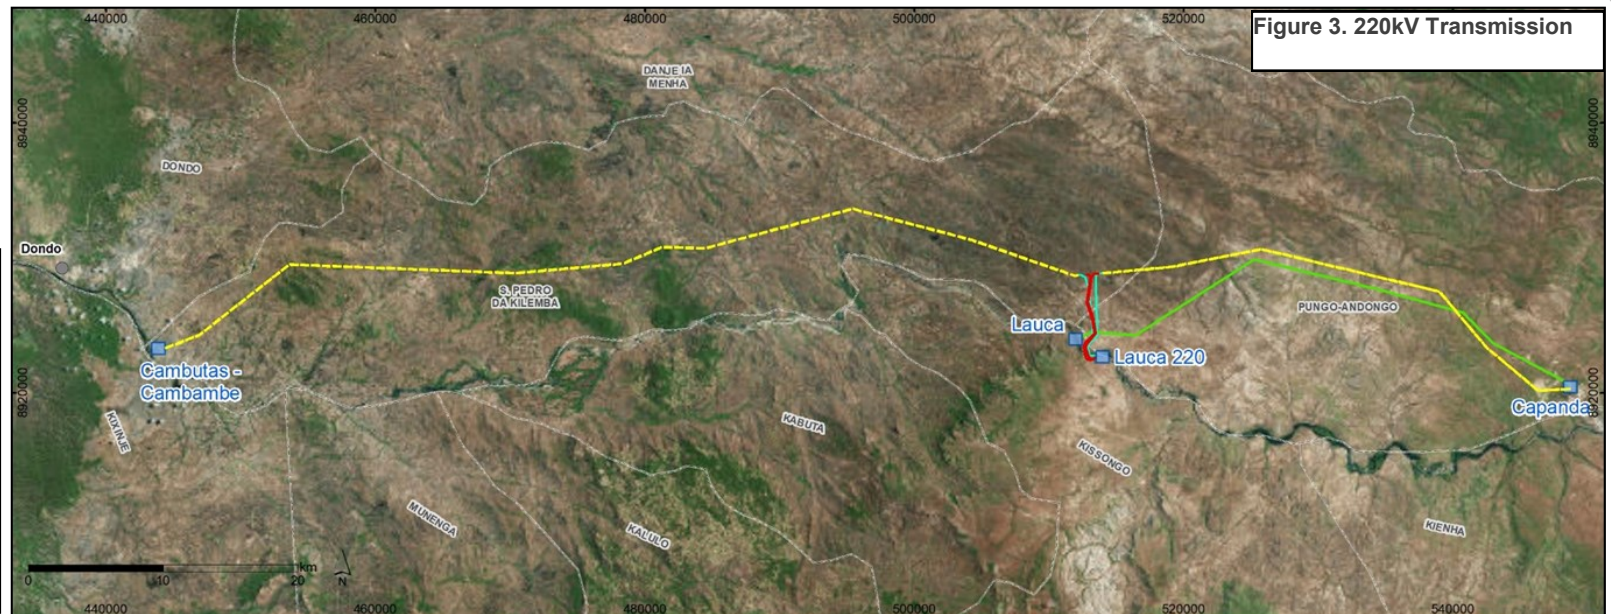 440000
460000
480000
500000
520000
Figure 3. 220kV Transmission
DANJE IA
MENHA
8940000
8940000
DONDO
Dondo
S. PEDRO
DA KILEMBA
PUNGO-ANDONGO
Lauca
Lauca 220
Cambutas -
Cambambe
8920000
8920000
Capanda
KIXINJE
KABUTA
KISSONGO
MUNENGA
KALULO
KIENHA
km
0
10
20
N
440000
460000
480000
500000
520000
540000